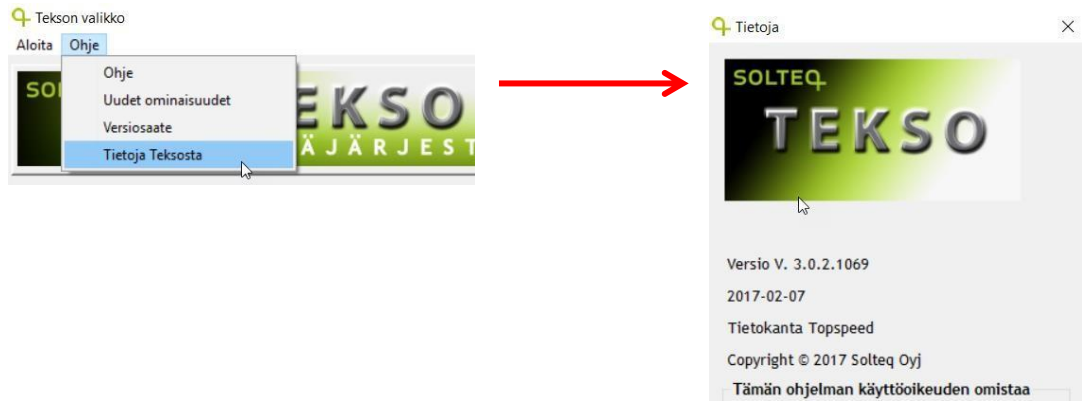 Tekson valikko
Aloita Ohje
Ohje
Uudet ominaisuudet
Versiosaate
Tietoja Teksosta
Tietoja
SOLTEQ
TEKSO
Versio V. 3.0.2.1069
2017-02-07
Tietokanta Topspeed
Copyright © 2017 Solteq Oyj
Tämän ohjelman käyttöoikeuden omistaa